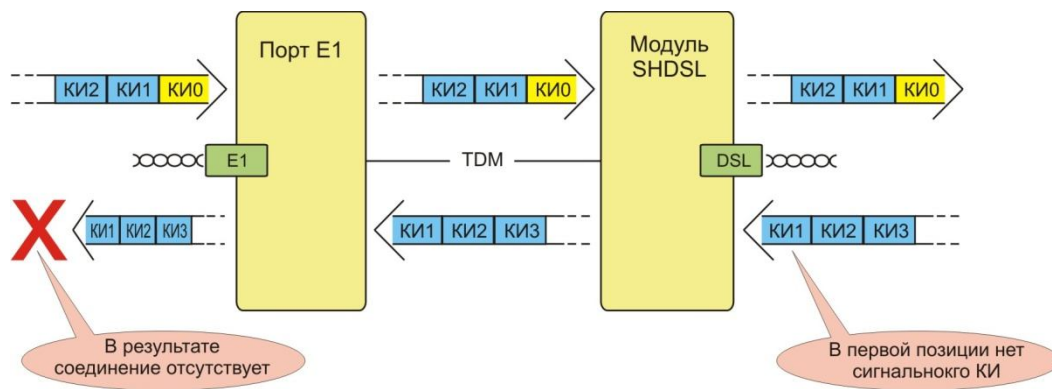 Порт E1
Модуль
SHDSL
КИ2 КИ1 КИ0
КИ2 КИ1 КИ0
КИ2 КИ1 КИ0
E1
TDM
DSL
X
КИ1 КИ2 КИ3
КИ1 КИ2 КИ3
КИ1 КИ2 КИ3
В результате
соединение отсутствует
В первой позиции нет
сигнальнокго КИ